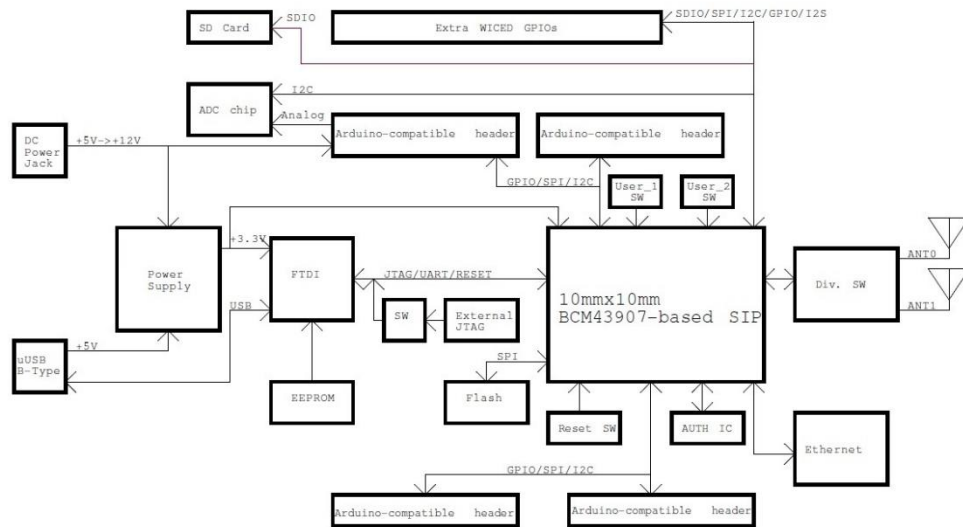 SDIO
SD Card
Extra WICED GPIOs
SDIO/SPI/I2C/GPIO/I2S
I2C
ADC chip
Analog
Arduino-compatible header
Arduino-compatible header
DC
Power
Jack
+5V->+12V
GPIO/SPI/I2C
User_1
SW
User_2
SW
+3.3V
Power
Supply
FTDI
JTAG/UART/RESET
10mmx10mm
BCM43907-based SIP
Div. SW
ANT0
ANT1
USB
SW
External
JTAG
+5V
uUSB
B-Type
SPI
EEPROM
Flash
Reset SW
AUTH IC
Ethernet
GPIO/SPI/I2C
Arduino-compatible header
Arduino-compatible header